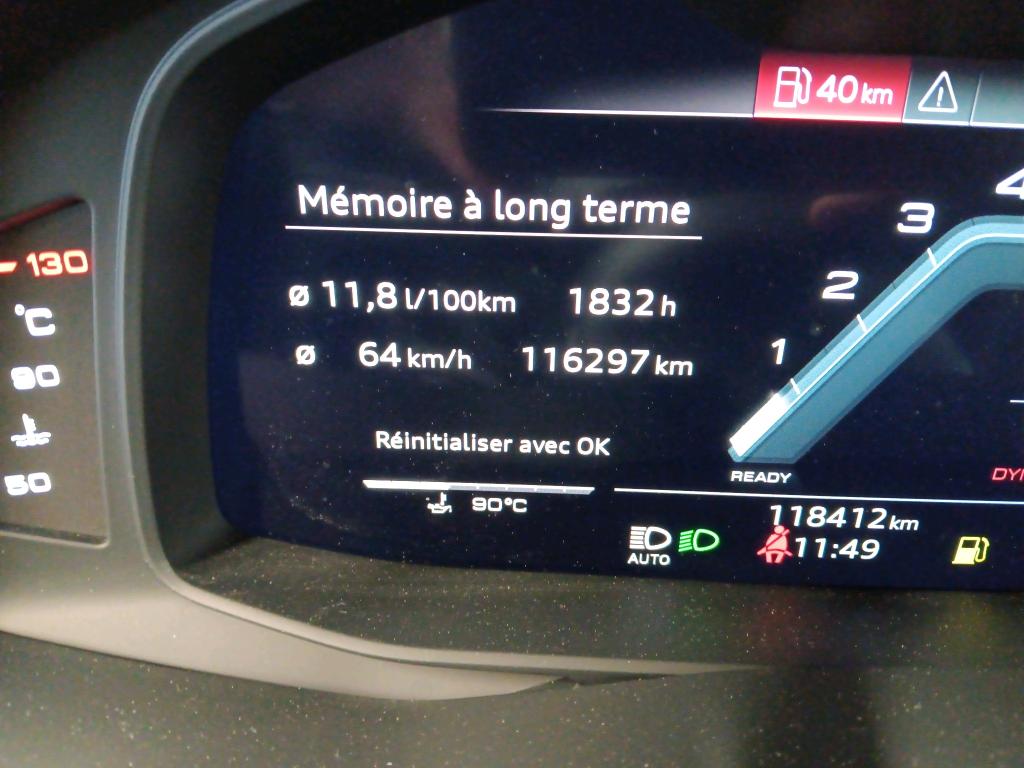 40 km
Mémoire à long terme
4
3
130
ø 11,8 l/100km 1832 h
2
°C
ø 64 km/h 116297 km
1
90
Réinitialiser avec OK
50
READY
90°C
118412 km
AUTO
11:49